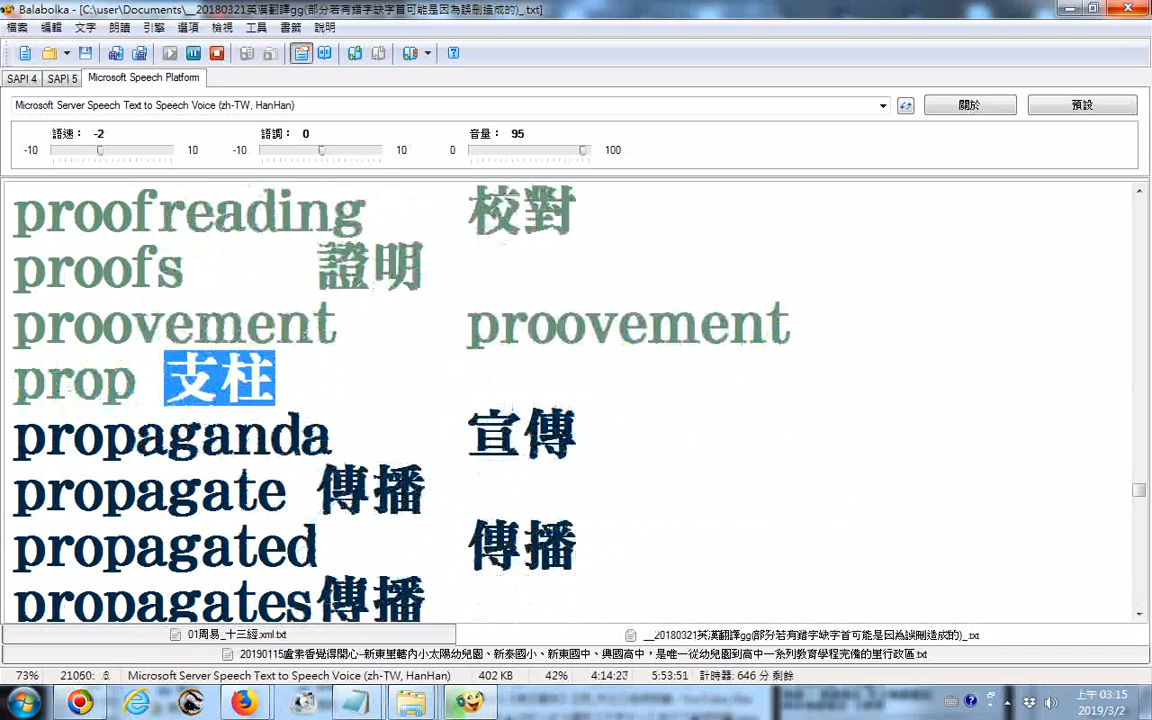 Balabolka - [C:\user\Documents\__20180321英漢翻譯gg(部分若有錯字缺字首可能是因為誤刪造成的)_.txt]
檔案 編輯 文字 朗讀 引擎 選項 檢視 工具 書籤 說明
SAPI 4 SAPI 5 Microsoft Speech Platform
Microsoft Server Speech Text to Speech Voice (zh-TW, HanHan) 關於 預設
語速： -2 語調： 0 音量： 95
-10 10 -10 10 0 100
proofreading 校對
proofs 證明
proovement proovement
prop 支柱
propaganda 宣傳
propagate 傳播
propagated 傳播
propagates傳播
01周易_十三經.xml.txt __20180321英漢翻譯gg(部分若有錯字缺字首可能是因為誤刪造成的)_.txt
20190115盧素香覺得開心-新東里轄內小太陽幼兒園、新泰國小、新東國中、興國高中，是唯一從幼兒園到高中一系列教育學程完備的里行政區.txt
73% 21060: Microsoft Server Speech Text to Speech Voice (zh-TW, HanHan) 402 KB 42% 4:14:27 5:53:51 計時器: 646 分 剩餘
上午 03:15
2019/3/2